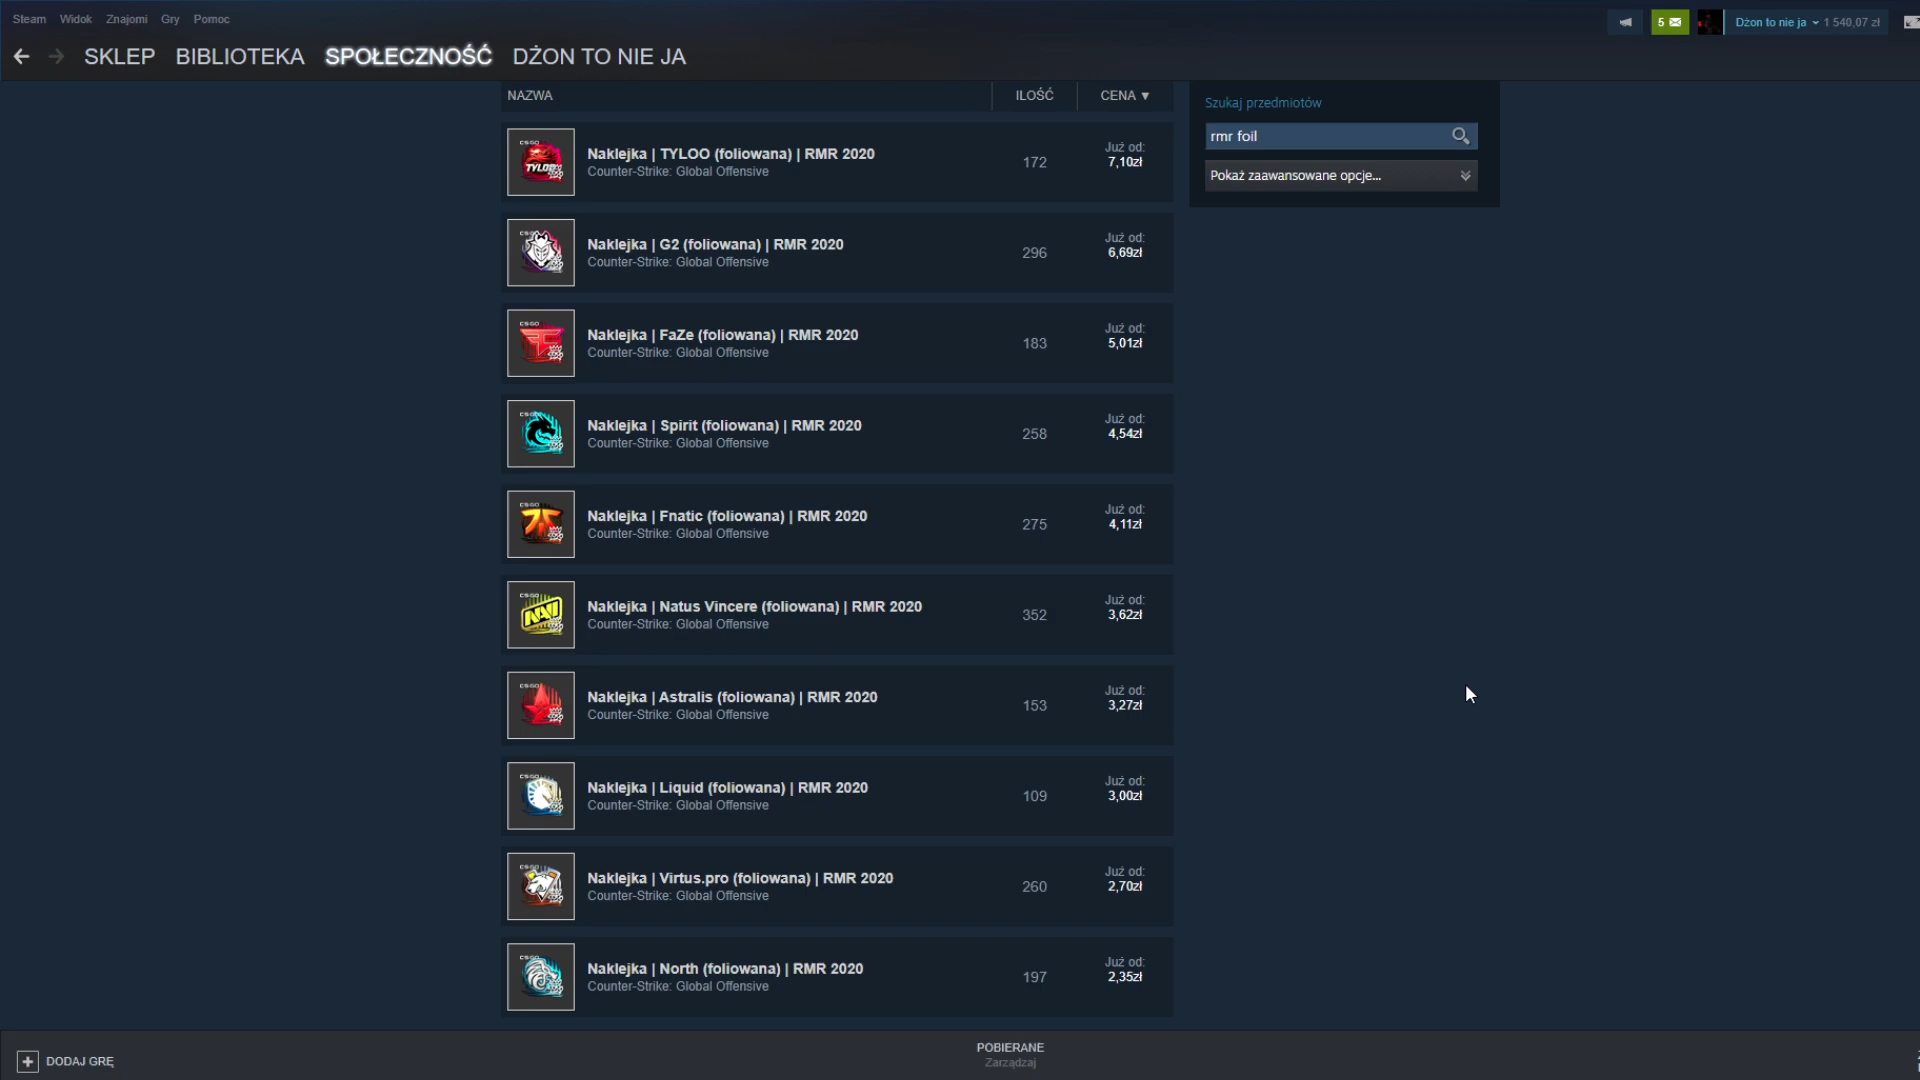 Steam Widok Znajomi Gry Pomoc
5 Dżon to nie ja 1 540,07 zł
SKLEP BIBLIOTEKA SPOŁECZNOŚĆ DŻON TO NIE JA
NAZWA ILOŚĆ CENA ▼
Naklejka | TYLOO (foliowana) | RMR 2020
Counter-Strike: Global Offensive
172
Już od:
7,10zł
Naklejka | G2 (foliowana) | RMR 2020
Counter-Strike: Global Offensive
296
Już od:
6,69zł
Naklejka | FaZe (foliowana) | RMR 2020
Counter-Strike: Global Offensive
183
Już od:
5,01zł
Naklejka | Spirit (foliowana) | RMR 2020
Counter-Strike: Global Offensive
258
Już od:
4,54zł
Naklejka | Fnatic (foliowana) | RMR 2020
Counter-Strike: Global Offensive
275
Już od:
4,11zł
Naklejka | Natus Vincere (foliowana) | RMR 2020
Counter-Strike: Global Offensive
352
Już od:
3,62zł
Naklejka | Astralis (foliowana) | RMR 2020
Counter-Strike: Global Offensive
153
Już od:
3,27zł
Naklejka | Liquid (foliowana) | RMR 2020
Counter-Strike: Global Offensive
109
Już od:
3,00zł
Naklejka | Virtus.pro (foliowana) | RMR 2020
Counter-Strike: Global Offensive
260
Już od:
2,70zł
Naklejka | North (foliowana) | RMR 2020
Counter-Strike: Global Offensive
197
Już od:
2,35zł
Szukaj przedmiotów
rmr foil
Pokaż zaawansowane opcje...
DODAJ GRĘ
POBIERANE
Zarządzaj